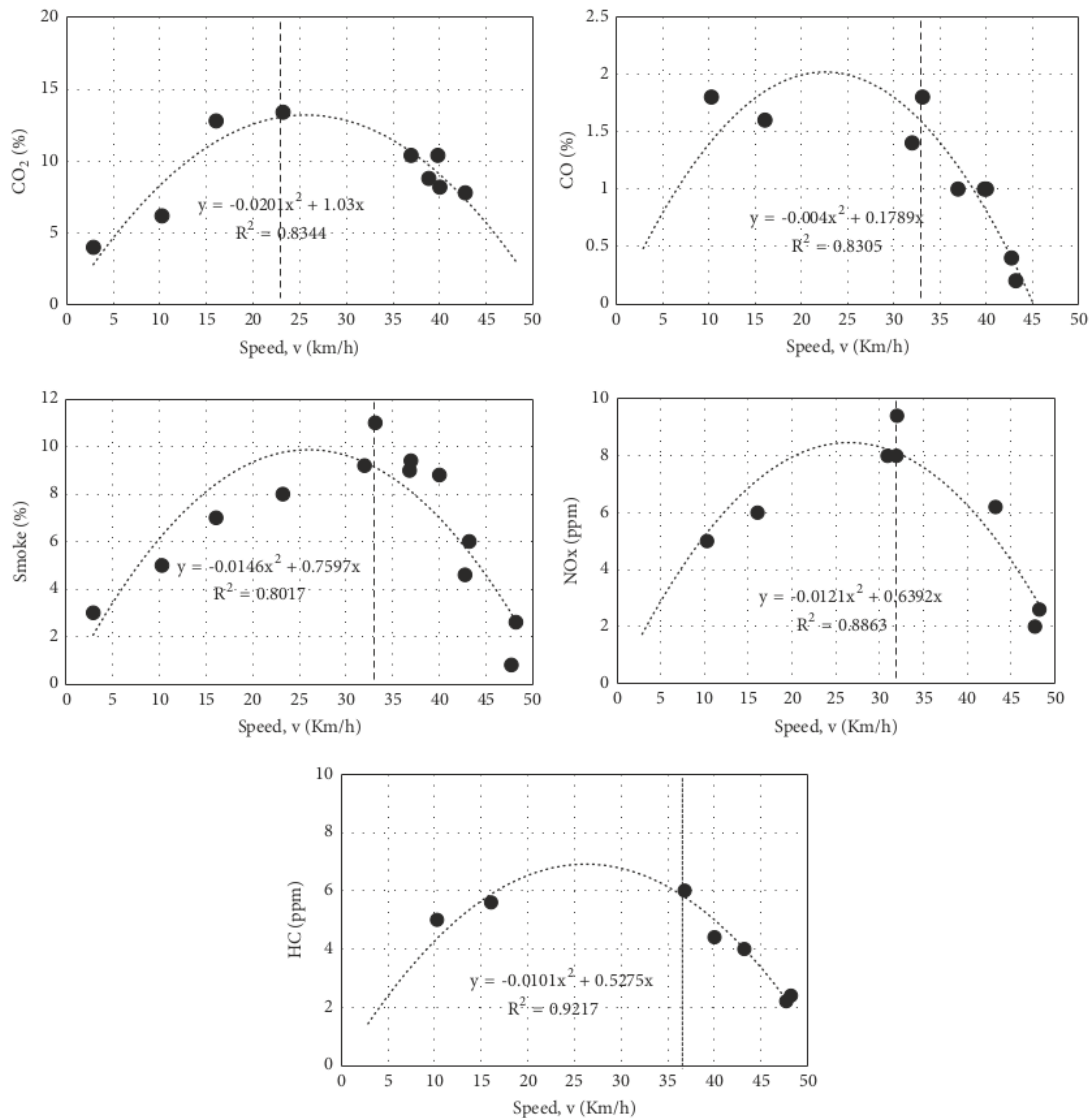 20
15
10
5
0
CO₂ (%)
y = -0.0201x² + 1.03x
R² = 0.8344
0 5 10 15 20 25 30 35 40 45 50
Speed, v (km/h)
2.5
2
1.5
1
0.5
0
CO (%)
y = -0.004x² + 0.1789x
R² = 0.8305
0 5 10 15 20 25 30 35 40 45 50
Speed, v (Km/h)
12
10
8
6
4
2
0
Smoke (%)
y = -0.0146x² + 0.7597x
R² = 0.8017
0 5 10 15 20 25 30 35 40 45 50
Speed, v (Km/h)
10
8
6
4
2
0
NOx (ppm)
y = -0.0121x² + 0.6392x
R² = 0.8863
0 5 10 15 20 25 30 35 40 45 50
Speed, v (Km/h)
10
8
6
4
2
0
HC (ppm)
y = -0.0101x² + 0.5275x
R² = 0.9217
0 5 10 15 20 25 30 35 40 45 50
Speed, v (Km/h)